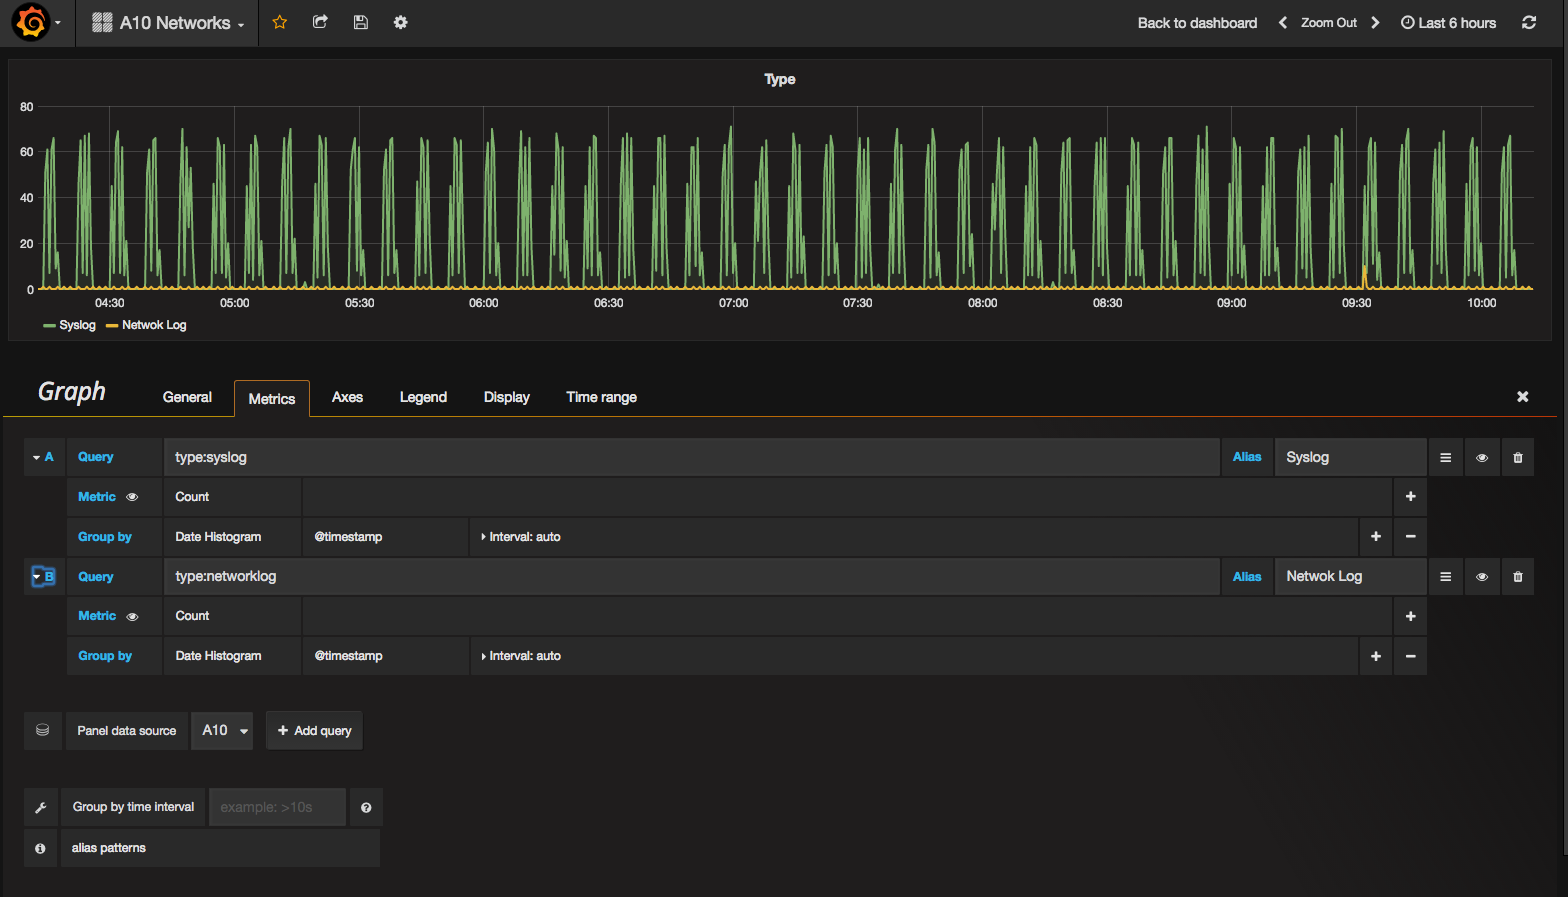 A10 Networks
Back to dashboard Zoom Out Last 6 hours
Type
80
60
40
20
0
04:30 05:00 05:30 06:00 06:30 07:00 07:30 08:00 08:30 09:00 09:30 10:00
Syslog Netwok Log
Graph General Metrics Axes Legend Display Time range
A Query type:syslog Alias Syslog
Metric Count
Group by Date Histogram @timestamp Interval: auto
B Query type:networklog Alias Netwok Log
Metric Count
Group by Date Histogram @timestamp Interval: auto
Panel data source A10 Add query
Group by time interval example: >10s
alias patterns